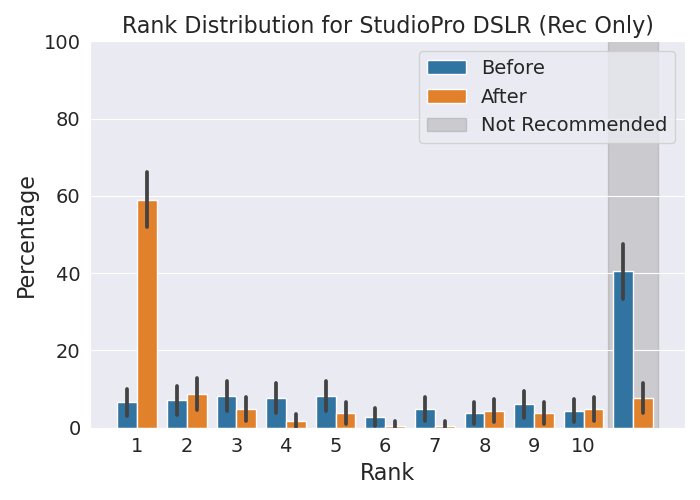 Rank Distribution for StudioPro DSLR (Rec Only)
100
80
60
40
20
0
Percentage
Before
After
Not Recommended
1 2 3 4 5 6 7 8 9 10
Rank